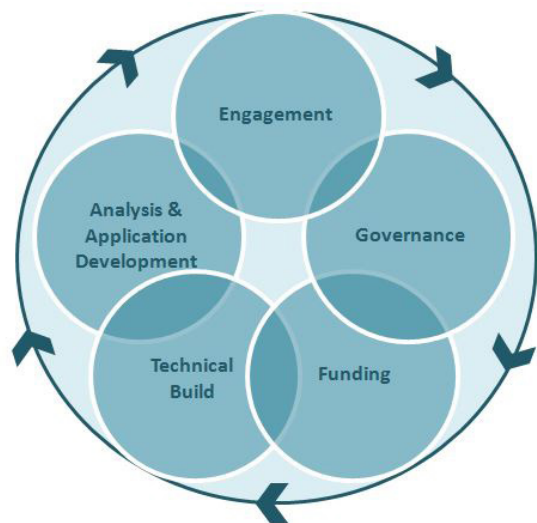 Engagement
Governance
Funding
Technical
Build
Analysis &
Application
Development